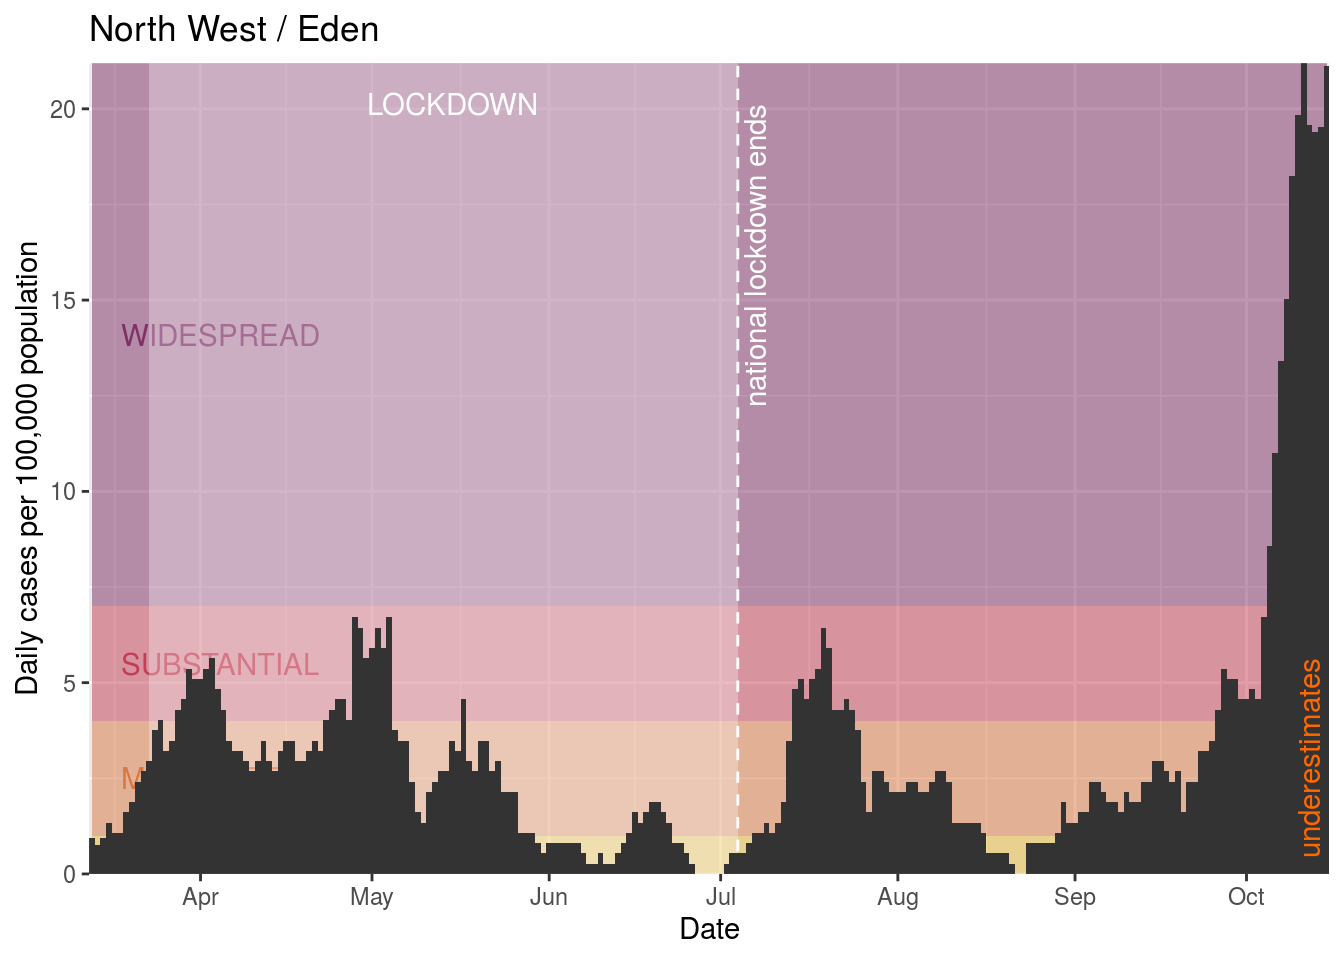 North West / Eden
Daily cases per 100,000 population
20
15
10
5
0
LOCKDOWN
national lockdown ends
WIDESPREAD
SUBSTANTIAL
underestimates
Apr
May
Jun
Jul
Aug
Sep
Oct
Date